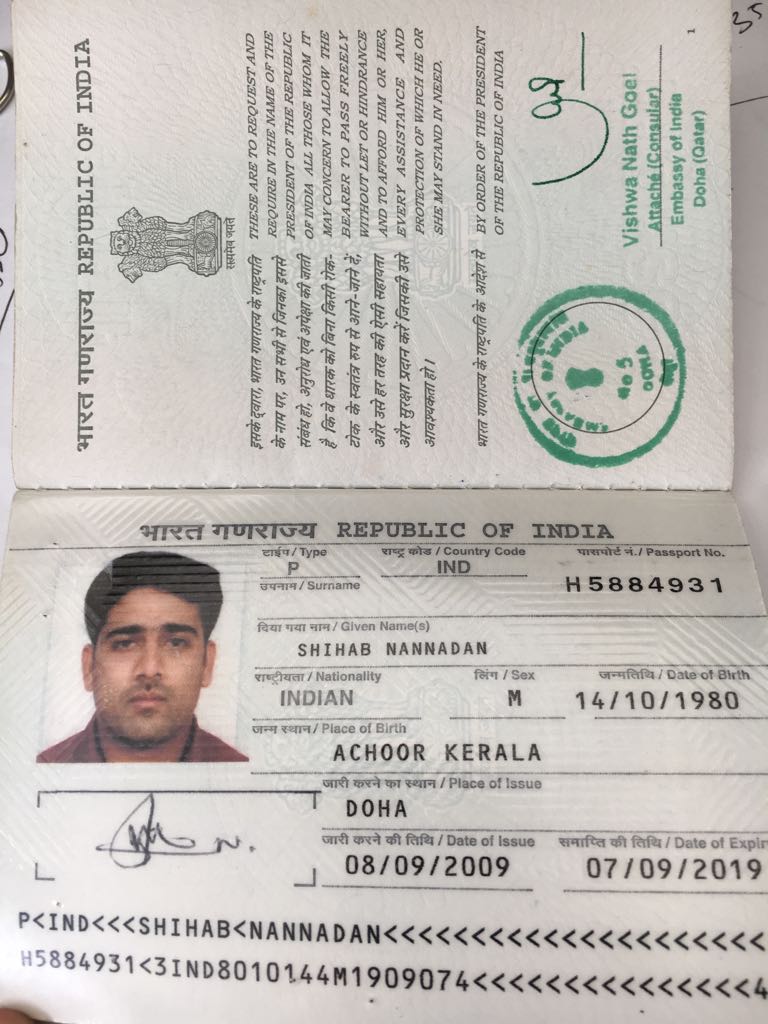 भारत गणराज्य REPUBLIC OF INDIA
सत्यमेव जयते
इसके द्वारा, भारत गणराज्य के राष्ट्रपति
के नाम पर, उन सभी से जिनका इससे
संबंध हो, अनुरोध एवं अपेक्षा की जाती
है कि वे धारक को बिना किसी रोक-
टोक के स्वतंत्र रूप से आने-जाने दें,
और उसे हर तरह की ऐसी सहायता
और सुरक्षा प्रदान करें जिसकी उसे
आवश्यकता हो।
THESE ARE TO REQUEST AND
REQUIRE IN THE NAME OF THE
PRESIDENT OF THE REPUBLIC
OF INDIA ALL THOSE WHOM IT
MAY CONCERN TO ALLOW THE
BEARER TO PASS FREELY
WITHOUT LET OR HINDRANCE
AND TO AFFORD HIM OR HER,
EVERY ASSISTANCE AND
PROTECTION OF WHICH HE OR
SHE MAY STAND IN NEED.
भारत गणराज्य के राष्ट्रपति के आदेश से
BY ORDER OF THE PRESIDENT
OF THE REPUBLIC OF INDIA
EMBASSY OF INDIA
No 5
DOHA
Vishwa Nath Goel
Attaché (Consular)
Embassy of India
Doha (Qatar)
1
35
भारत गणराज्य REPUBLIC OF INDIA
टाईप / Type राष्ट्र कोड / Country Code पासपोर्ट नं. / Passport No.
P IND H5884931
उपनाम / Surname
दिया गया नाम / Given Name(s)
SHIHAB NANNADAN
राष्ट्रीयता / Nationality लिंग / Sex जन्मतिथि / Date of Birth
INDIAN M 14/10/1980
जन्म स्थान / Place of Birth
ACHOOR KERALA
जारी करने का स्थान / Place of Issue
DOHA
जारी करने की तिथि / Date of Issue समाप्ति की तिथि / Date of Expir
08/09/2009 07/09/2019
P<IND<<<SHIHAB<NANNADAN<<<<<<<<<<<<<<<<<<<<<
H5884931<3IND8010144M1909074<<<<<<<<<<<<<<<4